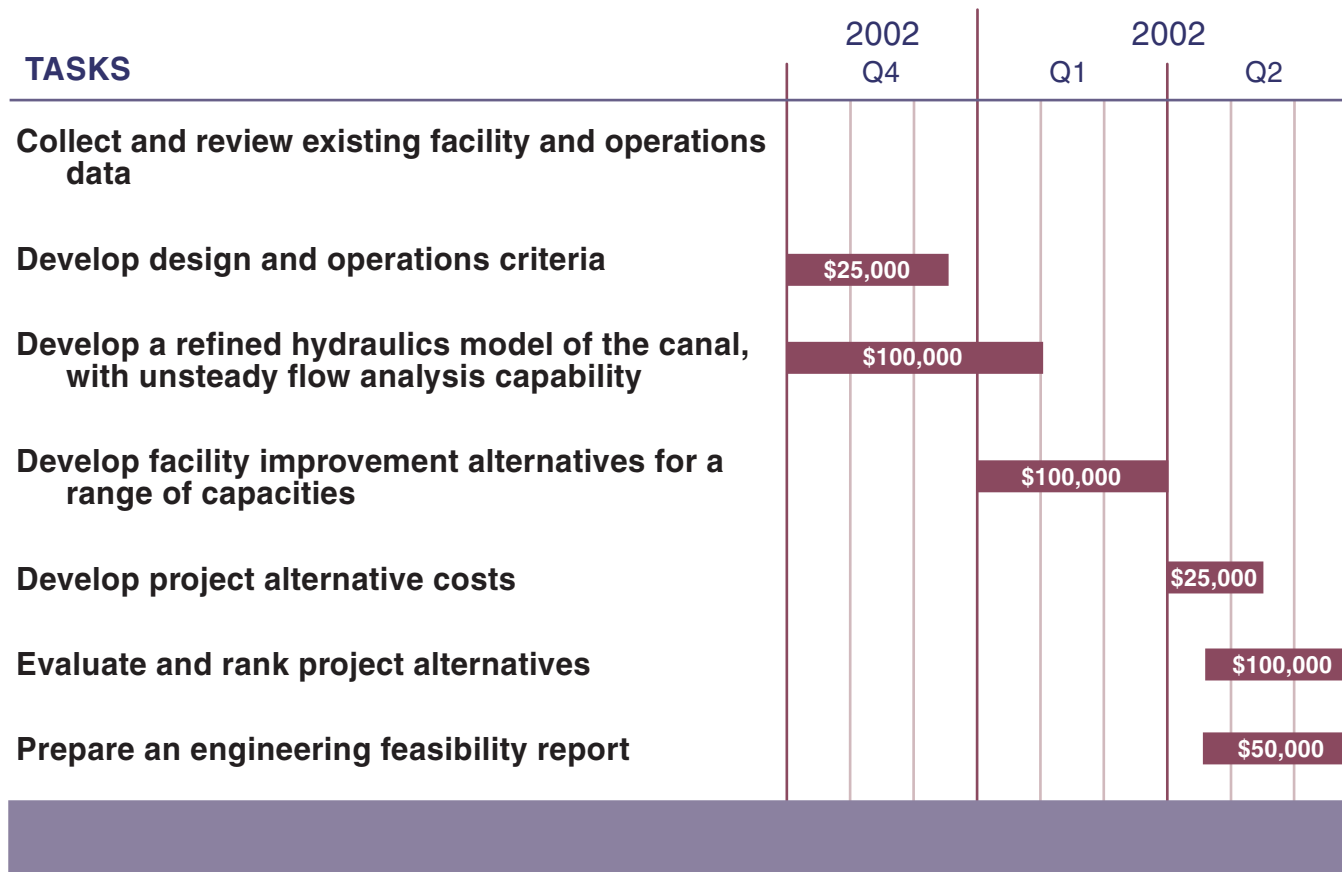 2002 2002
TASKS Q4 Q1 Q2
Collect and review existing facility and operations
data
Develop design and operations criteria
$25,000
Develop a refined hydraulics model of the canal,
with unsteady flow analysis capability
$100,000
Develop facility improvement alternatives for a
range of capacities
$100,000
Develop project alternative costs
$25,000
Evaluate and rank project alternatives
$100,000
Prepare an engineering feasibility report
$50,000